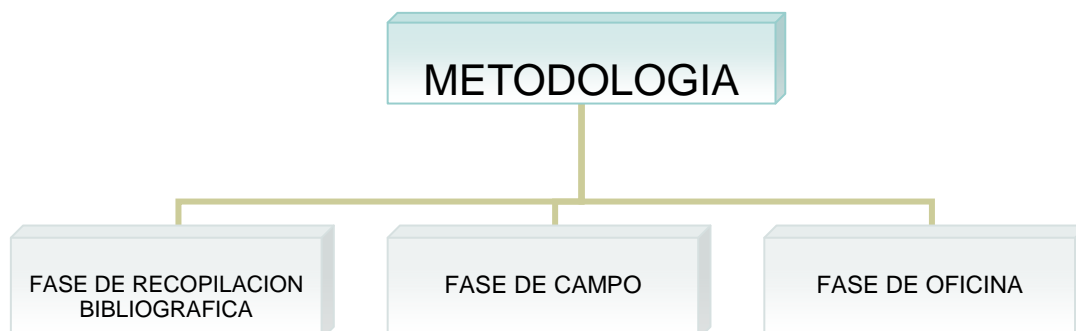 METODOLOGIA
FASE DE RECOPILACION
BIBLIOGRAFICA
FASE DE CAMPO
FASE DE OFICINA